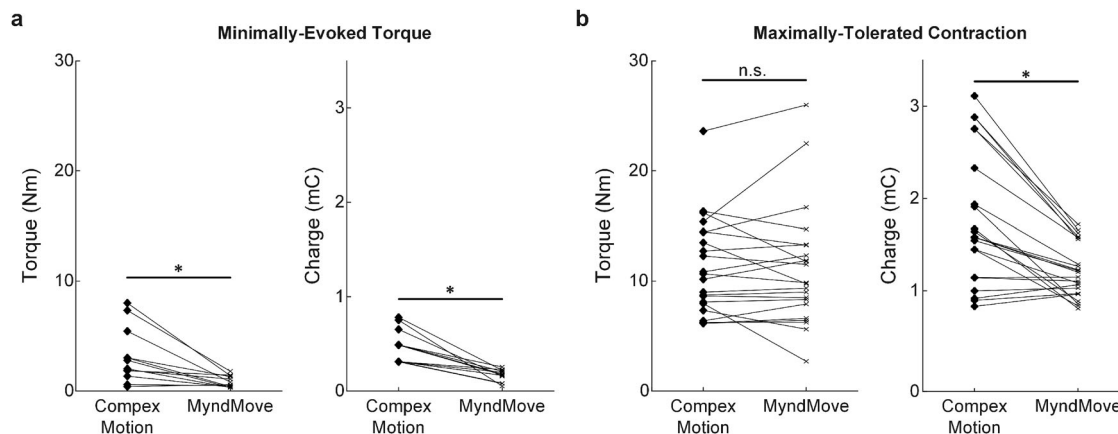 a
Minimally-Evoked Torque
Torque (Nm)
30
20
10
0
*
Compex
Motion
MyndMove
Charge (mC)
3
2
1
0
*
Compex
Motion
MyndMove
b
Maximally-Tolerated Contraction
Torque (Nm)
30
20
10
0
n.s.
Compex
Motion
MyndMove
Charge (mC)
3
2
1
0
*
Compex
Motion
MyndMove